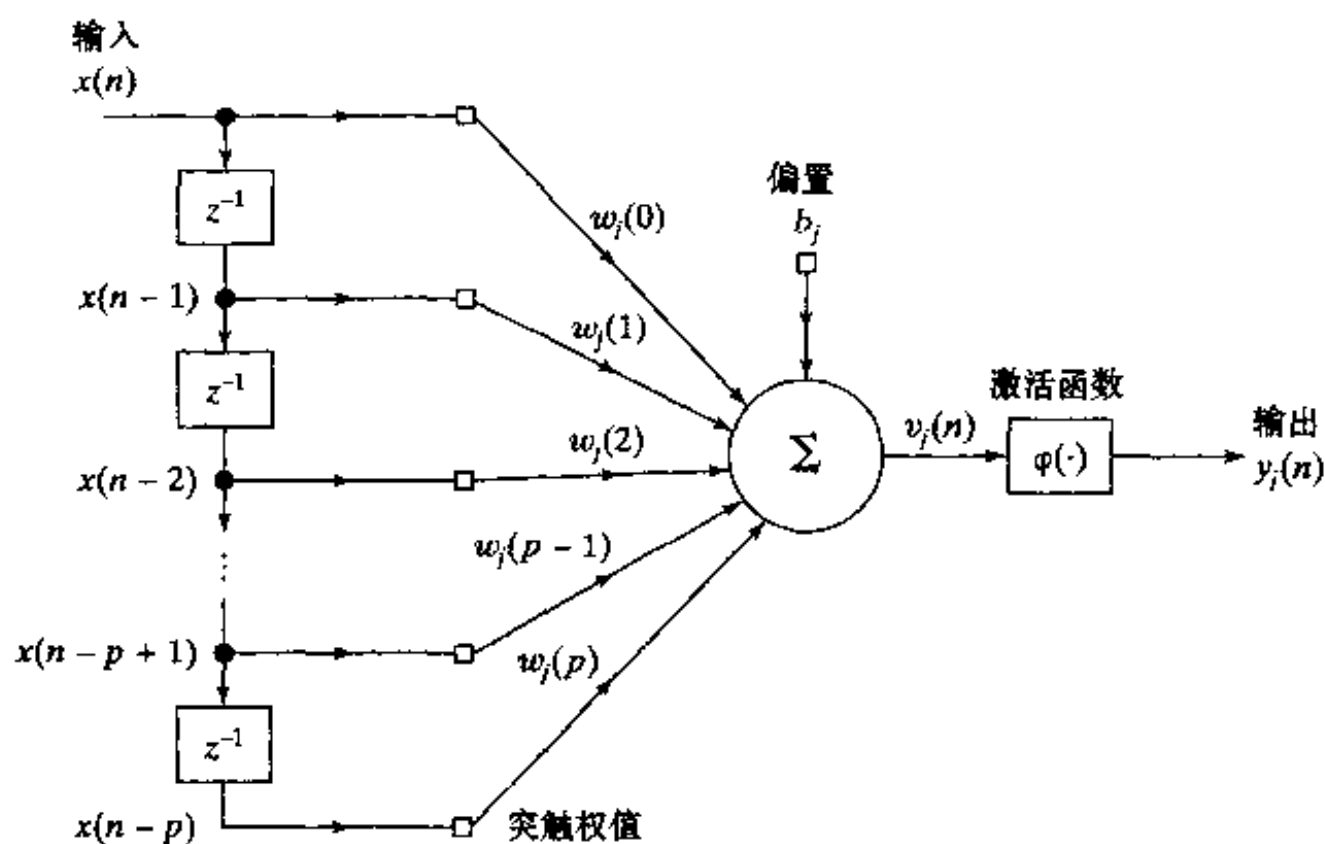 输入
x(n)
z⁻¹
x(n − 1)
z⁻¹
x(n − 2)
⋮
x(n − p + 1)
z⁻¹
x(n − p)
w_j(0)
w_j(1)
w_j(2)
w_j(p − 1)
w_j(p)
突触权值
偏置
b_j
Σ
v_j(n)
激活函数
φ(·)
输出
y_j(n)